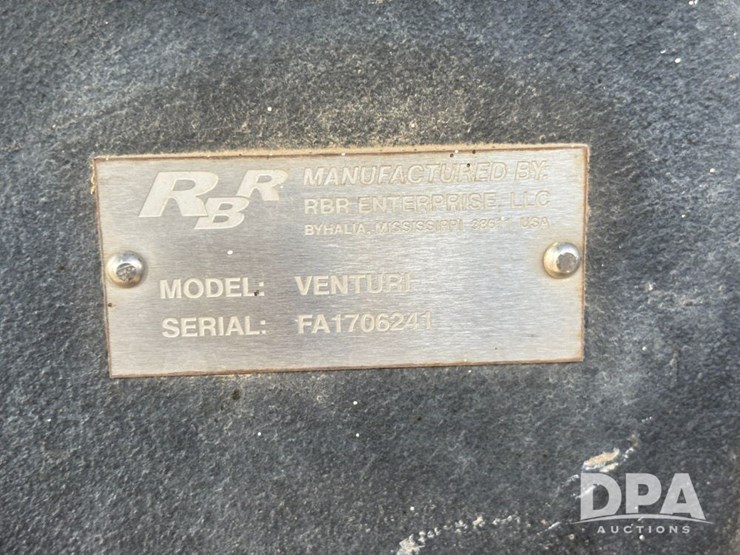 RBR
MANUFACTURED BY:
RBR ENTERPRISE, LLC
BYHALIA, MISSISSIPPI USA
MODEL: VENTURI
SERIAL: FA1706241
DPA
AUCTIONS